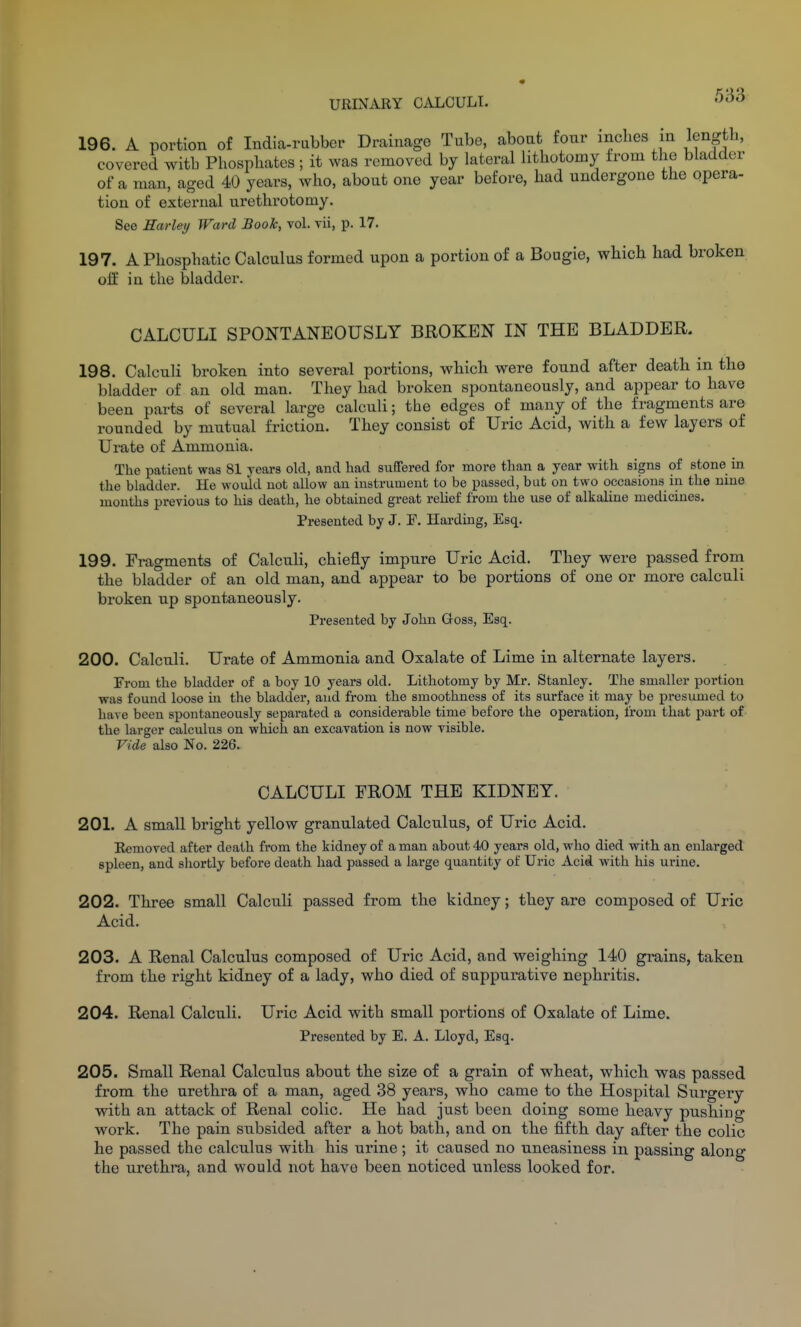 URINARY CALCULI.
533
196. A portion of India-rubber Drainage Tube, about four inches in length,
covered with Phosphates; it was removed by lateral lithotomy from the bladder
of a man, aged 40 years, who, about one year before, had undergone the opera-
tion of external urethrotomy.
See Harley Ward Book, vol. vii, p. 17.
197. A Phosphatic Calculus formed upon a portion of a Bougie, which had broken
off in the bladder.
CALCULI SPONTANEOUSLY BROKEN IN THE BLADDER.
198. Calculi broken into several portions, which were found after death in the
bladder of an old man. They had broken spontaneously, and appear to have
been parts of several large calculi; the edges of many of the fragments are
rounded by mutual friction. They consist of Uric Acid, with a few layers of
Urate of Ammonia.
The patient was 81 years old, and had suffered for more than a year with signs of stone in
the bladder. He would not allow an instrument to be passed, but on two occasions in the nine
months previous to his death, he obtained great relief from the use of alkaline medicines.
Presented by J. F. Harding, Esq.
199. Fragments of Calculi, chiefly impure Uric Acid. They were passed from
the bladder of an old man, and appear to be portions of one or more calculi
broken up spontaneously.
Presented by John Goss, Esq.
200. Calculi. Urate of Ammonia and Oxalate of Lime in alternate layers.
From the bladder of a boy 10 years old. Lithotomy by Mr. Stanley. The smaller portion
was found loose in the bladder, and from the smoothness of its surface it may be presumed to
have been spontaneously separated a considerable time before the operation, from that part of
the larger calculus on which an excavation is now visible.
Vide also No. 226.
CALCULI FROM THE KIDNEY.
201. A small bright yellow granulated Calculus, of Uric Acid.
Removed after death from the kidney of a man about 40 years old, who died with an enlarged
spleen, and shortly before death had passed a large quantity of Uric Acid with his urine.
202. Three small Calculi passed from the kidney; they are composed of Uric
Acid.
203. A Renal Calculus composed of Uric Acid, and weighing 140 grains, taken
from the right kidney of a lady, who died of suppurative nephritis.
204. Renal Calculi. Uric Acid with small portions of Oxalate of Lime.
Presented by E. A. Lloyd, Esq.
205. Small Renal Calculus about the size of a grain of wheat, which was passed
from the urethra of a man, aged 38 years, who came to the Hospital Surgery
with an attack of Renal colic. He had just been doing some heavy pushing
work. The pain subsided after a hot bath, and on the fifth day after the colic
he passed the calculus with his urine; it caused no uneasiness in passing along
the urethra, and would not have been noticed unless looked for.